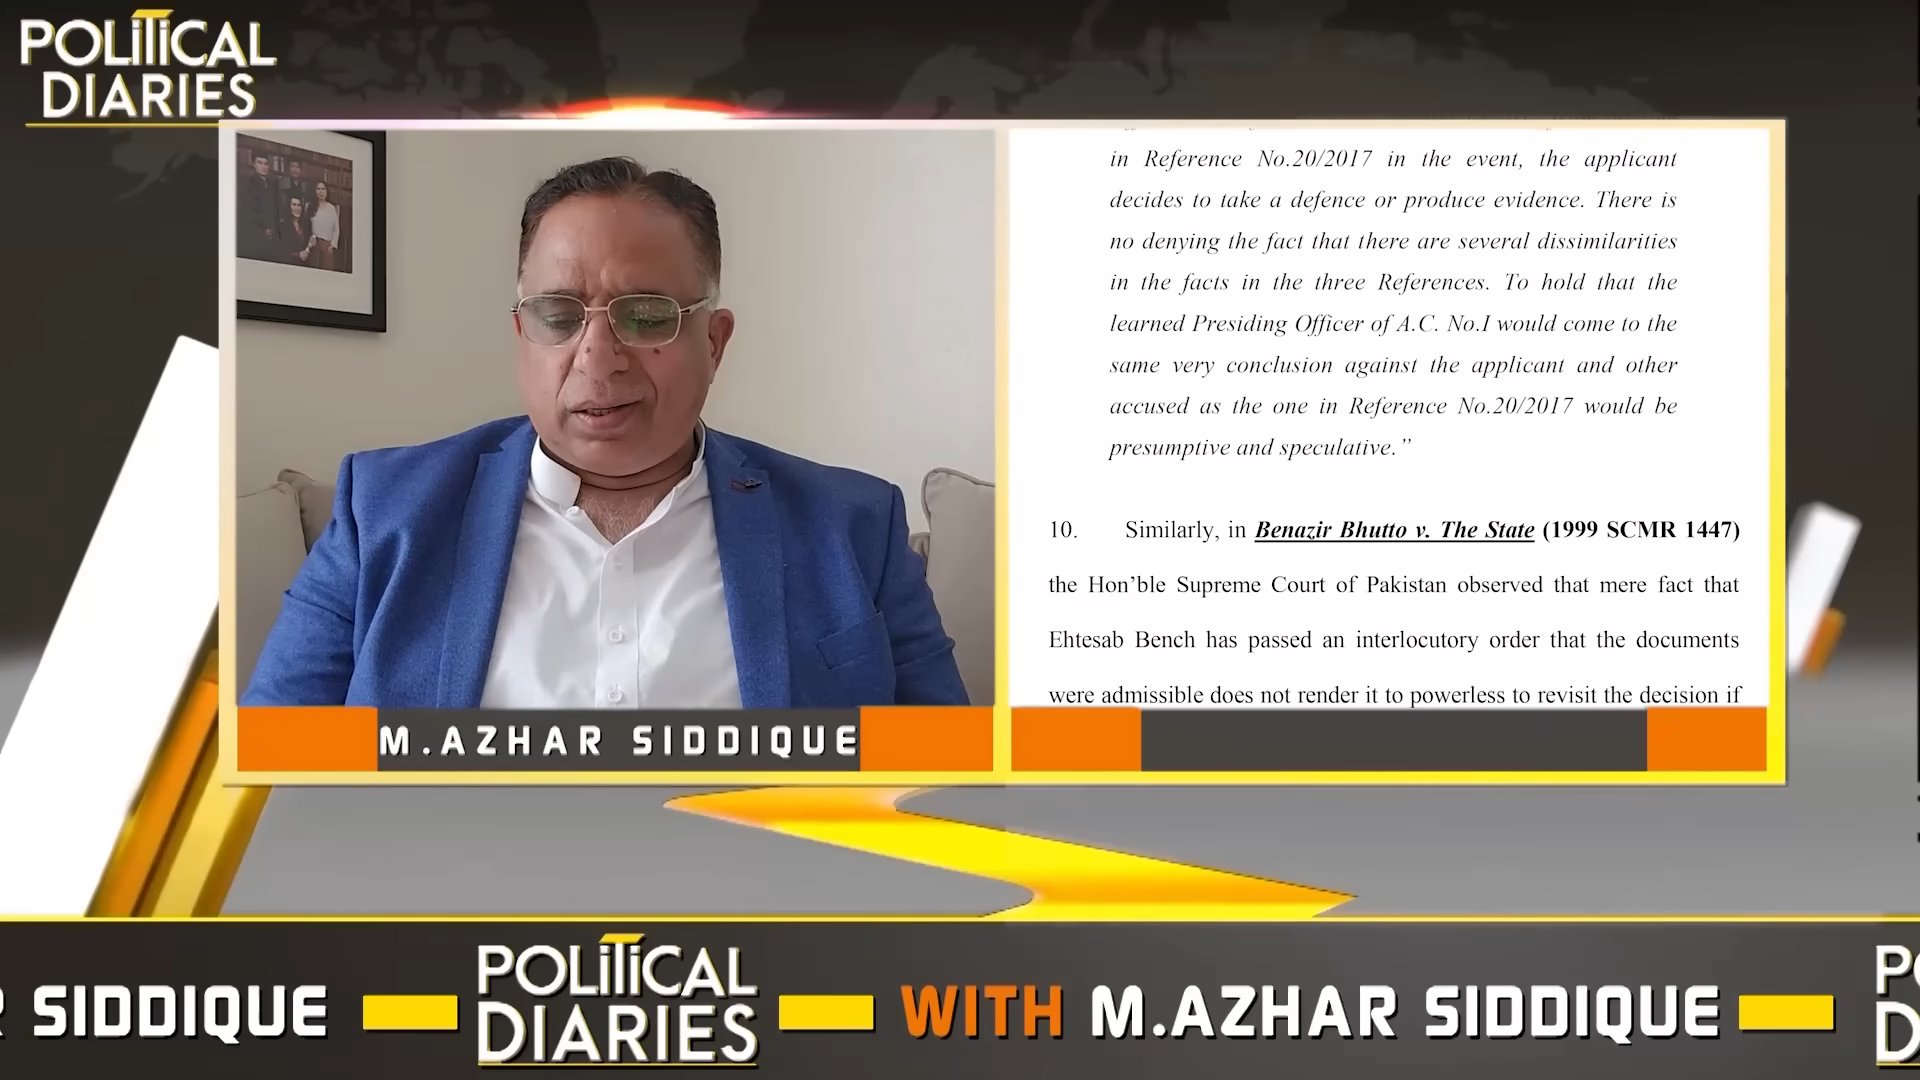 POLITICAL
DIARIES
in Reference No.20/2017 in the event, the applicant
decides to take a defence or produce evidence. There is
no denying the fact that there are several dissimilarities
in the facts in the three References. To hold that the
learned Presiding Officer of A.C. No.I would come to the
same very conclusion against the applicant and other
accused as the one in Reference No.20/2017 would be
presumptive and speculative.”
10. Similarly, in Benazir Bhutto v. The State (1999 SCMR 1447)
the Hon’ble Supreme Court of Pakistan observed that mere fact that
Ehtesab Bench has passed an interlocutory order that the documents
were admissible does not render it to powerless to revisit the decision if
M.AZHAR SIDDIQUE
SIDDIQUE POLITICAL DIARIES WITH M.AZHAR SIDDIQUE